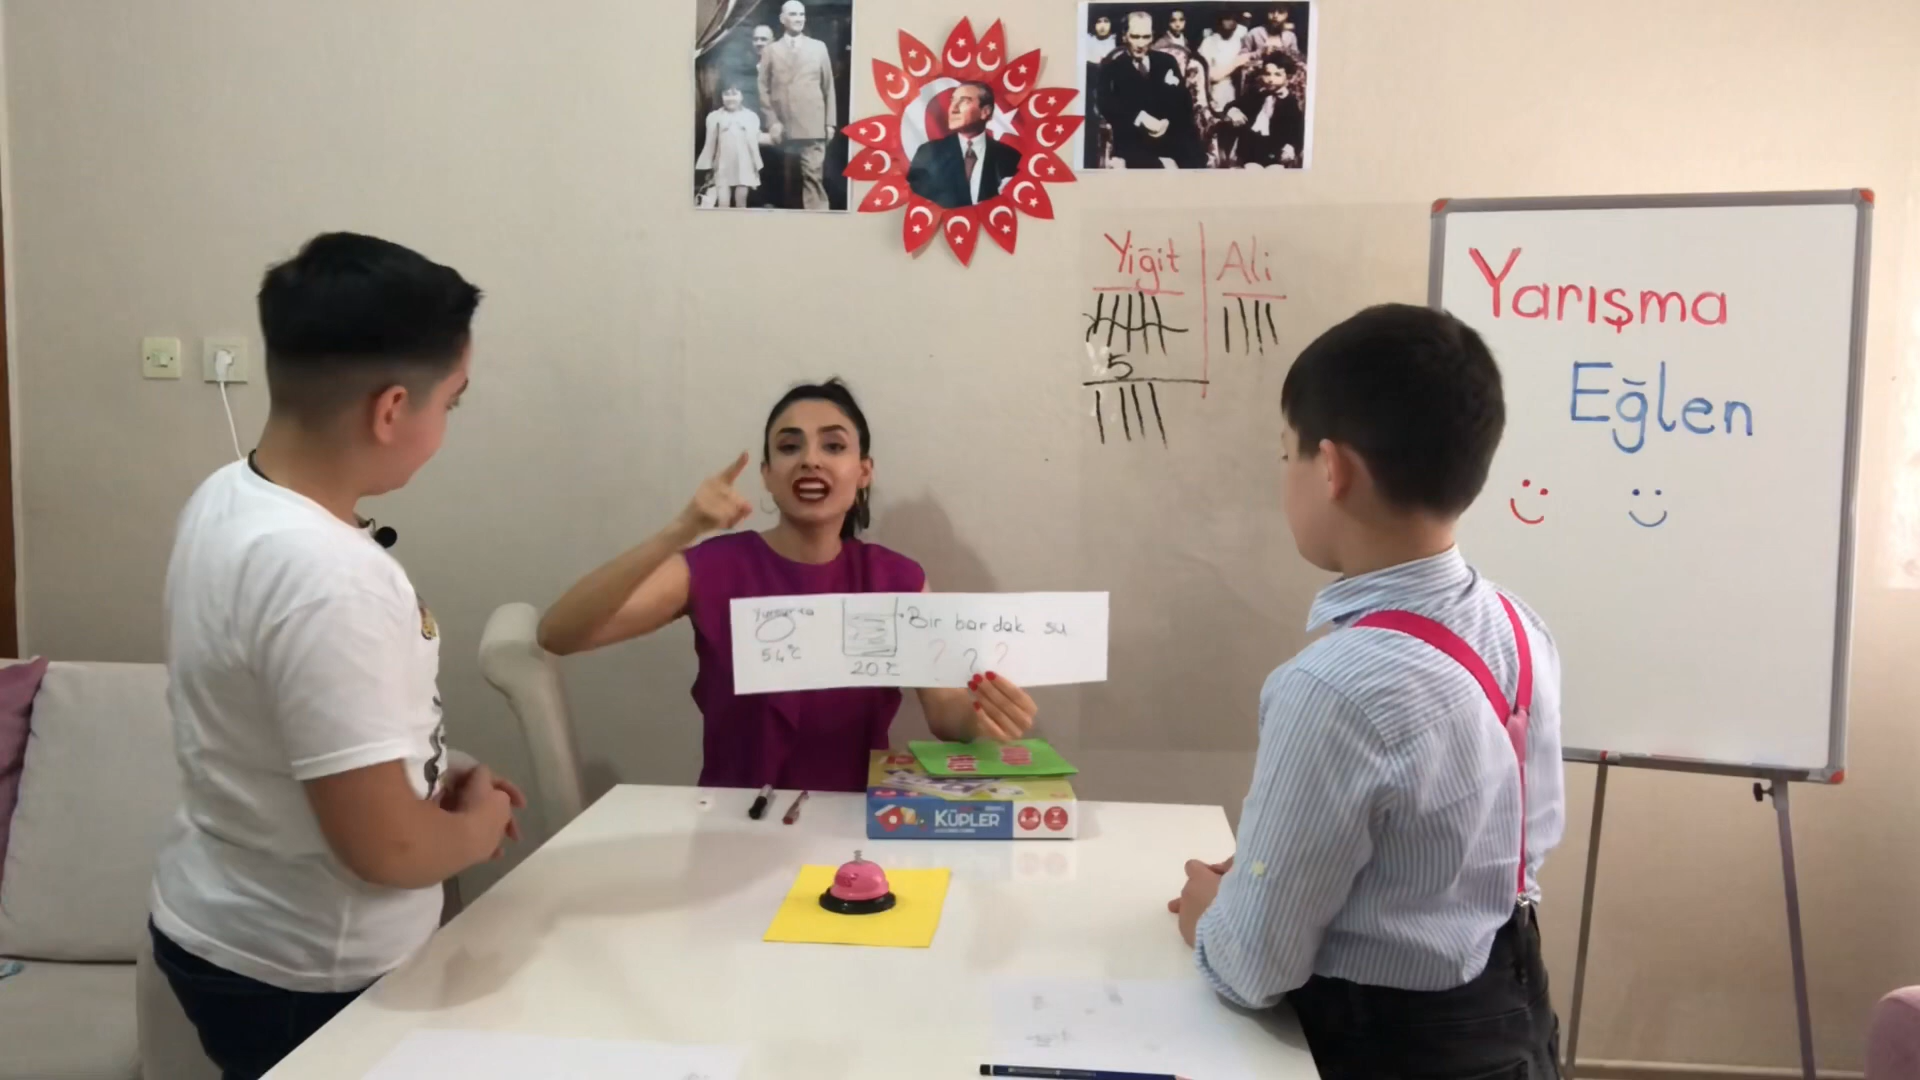 Yiğit
Ali
5
Yarışma
Eğlen
Yumurta
54°C
Bir bardak su
? ? ?
20°C
KÜPLER